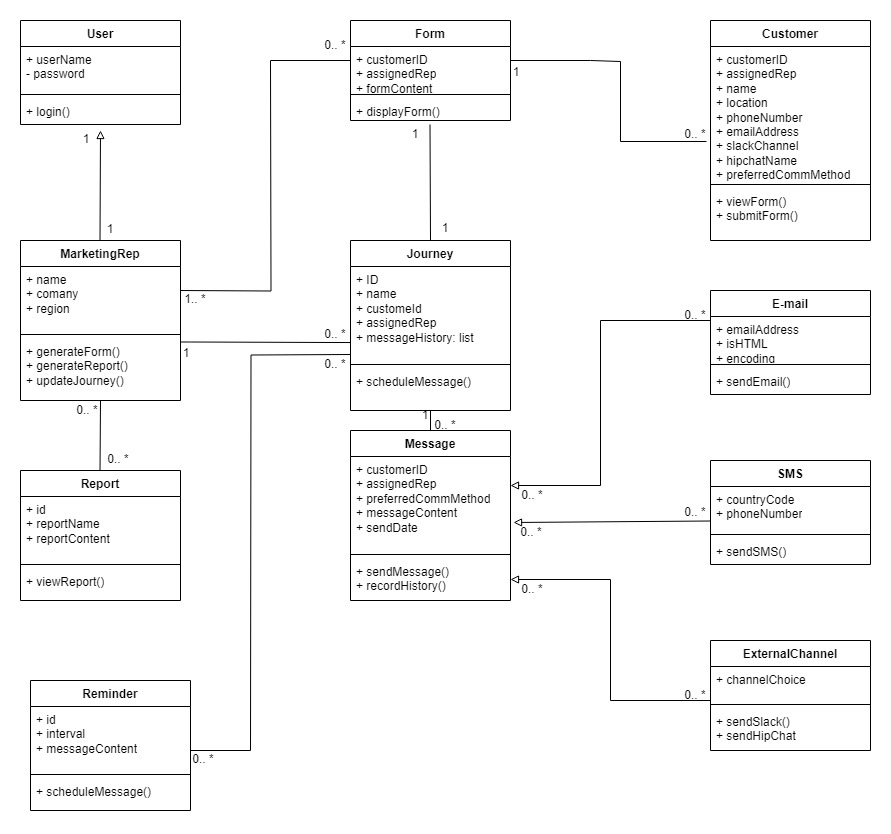 User
+ userName
- password
+ login()
1
1
MarketingRep
+ name
+ comany
+ region
+ generateForm()
+ generateReport()
+ updateJourney()
1.. *
1
0.. *
0.. *
Report
+ id
+ reportName
+ reportContent
+ viewReport()
Reminder
+ id
+ interval
+ messageContent
+ scheduleMessage()
0.. *
0.. *
Form
+ customerID
+ assignedRep
+ formContent
+ displayForm()
1
1
1
Journey
+ ID
+ name
+ customeId
+ assignedRep
+ messageHistory: list
+ scheduleMessage()
0.. *
0.. *
1
0.. *
Message
+ customerID
+ assignedRep
+ preferredCommMethod
+ messageContent
+ sendDate
+ sendMessage()
+ recordHistory()
0.. *
0.. *
0.. *
Customer
+ customerID
+ assignedRep
+ name
+ location
+ phoneNumber
+ emailAddress
+ slackChannel
+ hipchatName
+ preferredCommMethod
+ viewForm()
+ submitForm()
0.. *
E-mail
+ emailAddress
+ isHTML
+ encoding
+ sendEmail()
0.. *
SMS
+ countryCode
+ phoneNumber
+ sendSMS()
0.. *
ExternalChannel
+ channelChoice
+ sendSlack()
+ sendHipChat
0.. *